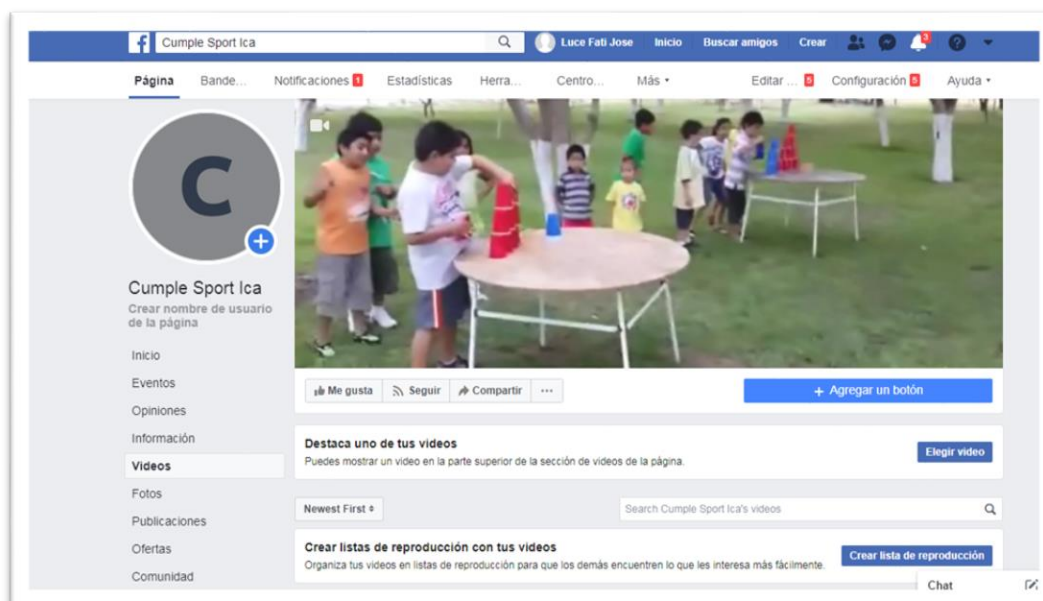 f Cumple Sport Ica Luce Fati Jose Inicio Buscar amigos Crear 3
Página Bande... Notificaciones 1 Estadísticas Herra... Centro... Más Editar ... 5 Configuración 5 Ayuda
C
Cumple Sport Ica
Crear nombre de usuario
de la página
Inicio
Eventos
Opiniones
Información
Videos
Fotos
Publicaciones
Ofertas
Comunidad
Me gusta Seguir Compartir ... + Agregar un botón
Destaca uno de tus videos
Puedes mostrar un video en la parte superior de la sección de videos de la página.
Elegir video
Newest First Search Cumple Sport Ica's videos
Crear listas de reproducción con tus videos
Organiza tus videos en listas de reproducción para que los demás encuentren lo que les interesa más fácilmente.
Crear lista de reproducción
Chat